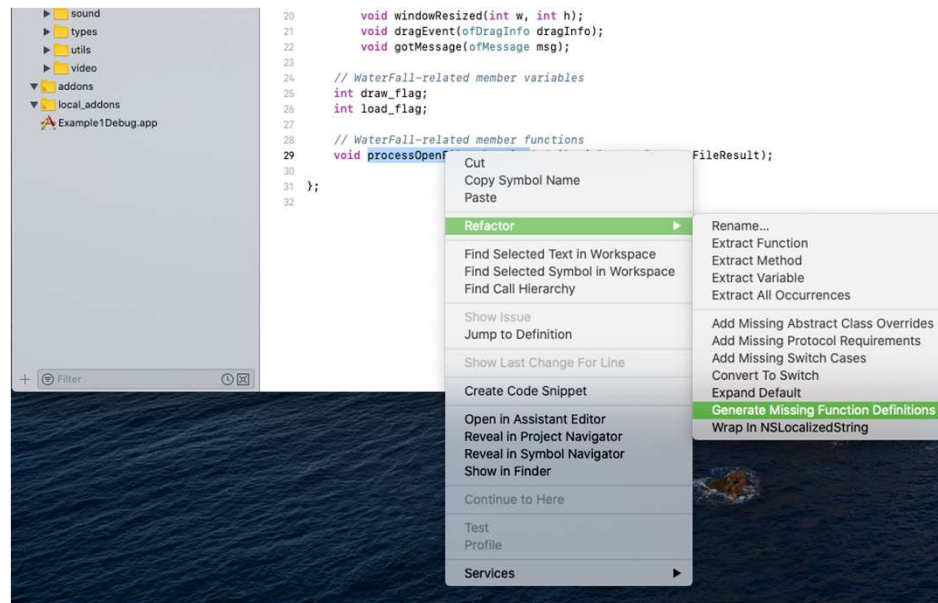 sound
types
utils
video
addons
local_addons
Example1Debug.app
Filter
20 void windowResized(int w, int h);
21 void dragEvent(ofDragInfo dragInfo);
22 void gotMessage(ofMessage msg);
23
24 // WaterFall-related member variables
25 int draw_flag;
26 int load_flag;
27
28 // WaterFall-related member functions
29 void processOpenF FileResult);
30
31 };
32
Cut
Copy Symbol Name
Paste
Refactor
Find Selected Text in Workspace
Find Selected Symbol in Workspace
Find Call Hierarchy
Show Issue
Jump to Definition
Show Last Change For Line
Create Code Snippet
Open in Assistant Editor
Reveal in Project Navigator
Reveal in Symbol Navigator
Show in Finder
Continue to Here
Test
Profile
Services
Rename...
Extract Function
Extract Method
Extract Variable
Extract All Occurrences
Add Missing Abstract Class Overrides
Add Missing Protocol Requirements
Add Missing Switch Cases
Convert To Switch
Expand Default
Generate Missing Function Definitions
Wrap In NSLocalizedString